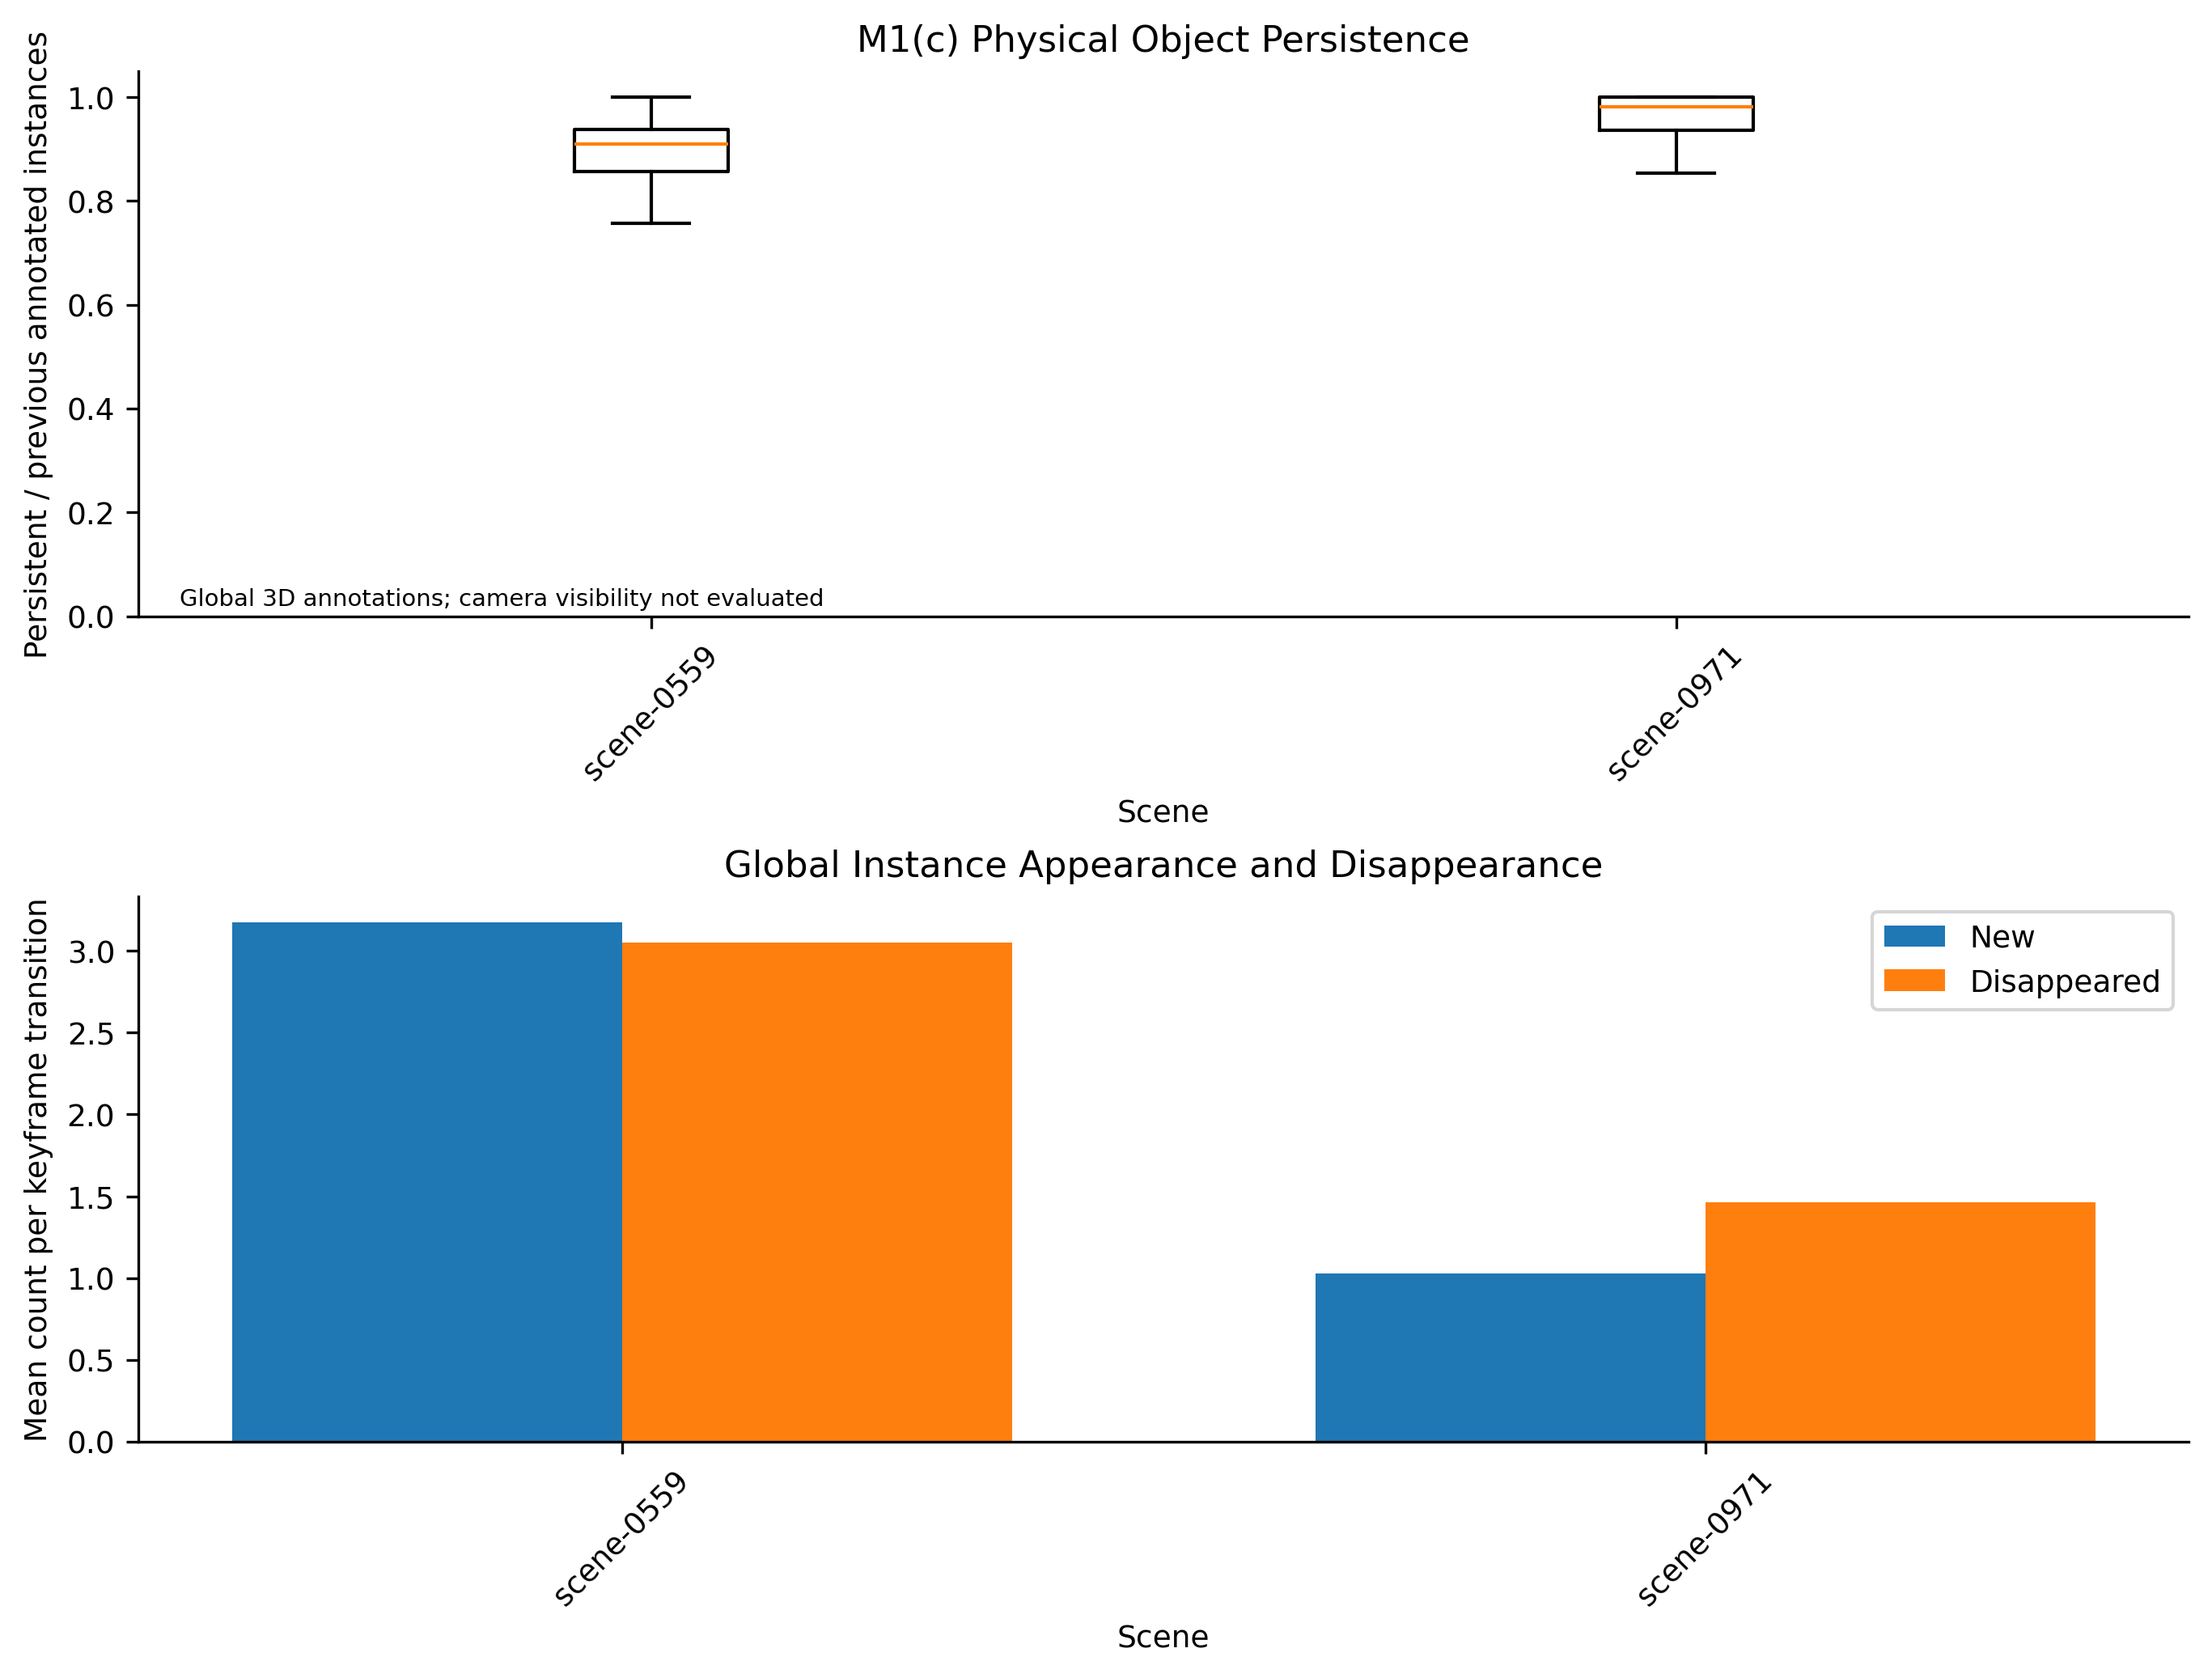 M1(c) Physical Object Persistence
Persistent / previous annotated instances
1.0
0.8
0.6
0.4
0.2
0.0
Global 3D annotations; camera visibility not evaluated
scene-0559
scene-0971
Scene
Global Instance Appearance and Disappearance
Mean count per keyframe transition
3.0
2.5
2.0
1.5
1.0
0.5
0.0
New
Disappeared
scene-0559
scene-0971
Scene